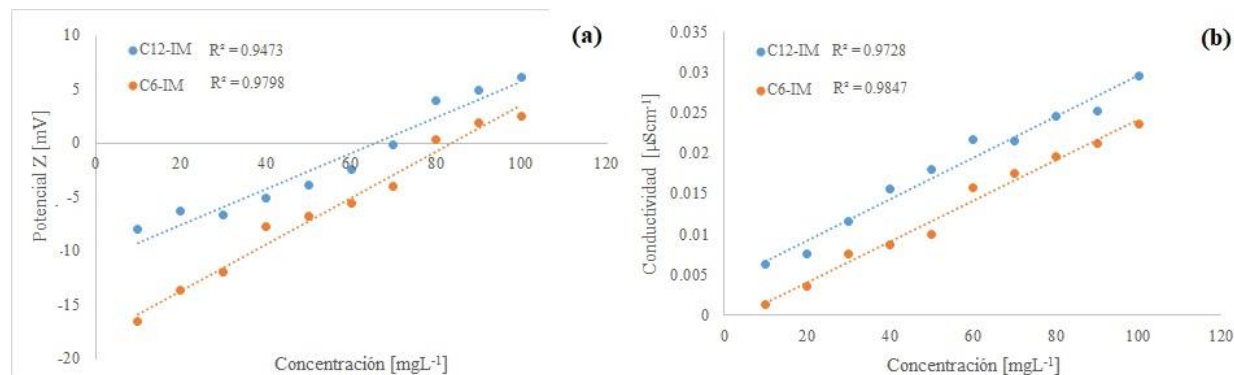 (a)
C12-IM R² = 0.9473
C6-IM R² = 0.9798
Potencial Z [mV]
10
5
0
-5
-10
-15
-20
0 20 40 60 80 100 120
Concentración [mgL⁻¹]
(b)
C12-IM R² = 0.9728
C6-IM R² = 0.9847
Conductividad [µScm⁻¹]
0.035
0.03
0.025
0.02
0.015
0.01
0.005
0
0 20 40 60 80 100 120
Concentración [mgL⁻¹]